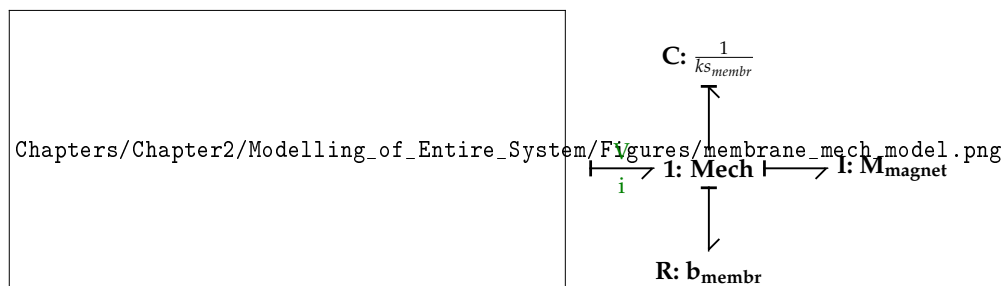 C: 1/ks_membr
Chapters/Chapter2/Modelling_of_Entire_System/Figures/membrane_mech_model.png
V
1: Mech
I: M_magnet
i
R: b_membr